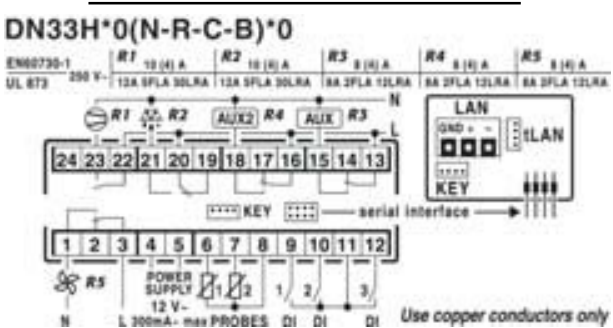 DN33H*0(N-R-C-B)*0
EN60730-1 R1 10 (4) A R2 10 (4) A R3 8 (4) A R4 8 (4) A R5 8 (4) A
UL 873 250 V~ 12A 5FLA 30LRA 12A 5FLA 30LRA 8A 2FLA 12LRA 8A 2FLA 12LRA 8A 2FLA 12LRA
N
R1 R2 AUX2 R4 AUX R3 L
24 23 22 21 20 19 18 17 16 15 14 13
LAN
GND + -
tLAN
KEY
KEY serial interface
1 2 3 4 5 6 7 8 9 10 11 12
R5 POWER SUPPLY 1 2 1 2 3
12 V~
N L 300mA~ max PROBES DI DI DI
Use copper conductors only